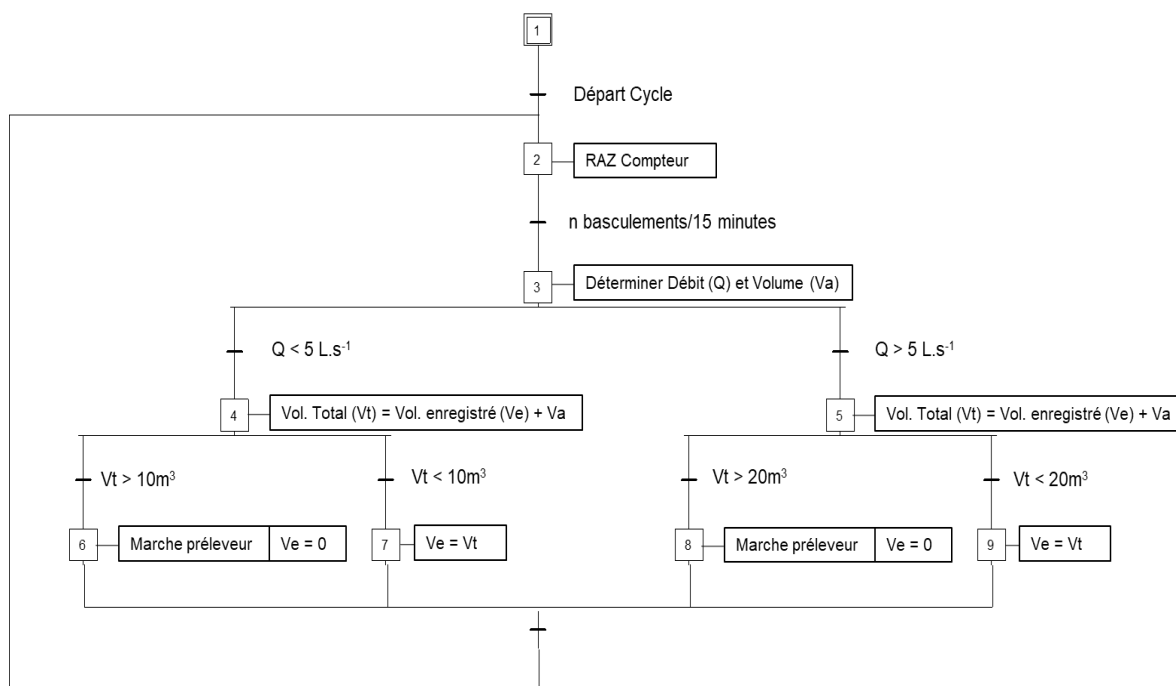 1
Départ Cycle
2
RAZ Compteur
n basculements/15 minutes
3
Déterminer Débit (Q) et Volume (Va)
Q < 5 L.s⁻¹
Q > 5 L.s⁻¹
4
Vol. Total (Vt) = Vol. enregistré (Ve) + Va
5
Vol. Total (Vt) = Vol. enregistré (Ve) + Va
Vt > 10m³
Vt < 10m³
Vt > 20m³
Vt < 20m³
6
Marche préleveur
Ve = 0
7
Ve = Vt
8
Marche préleveur
Ve = 0
9
Ve = Vt